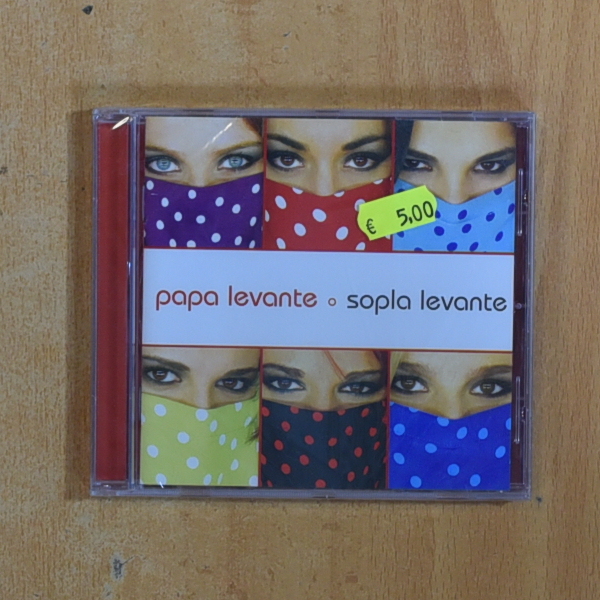 € 5,00
papa levante o sopla levante